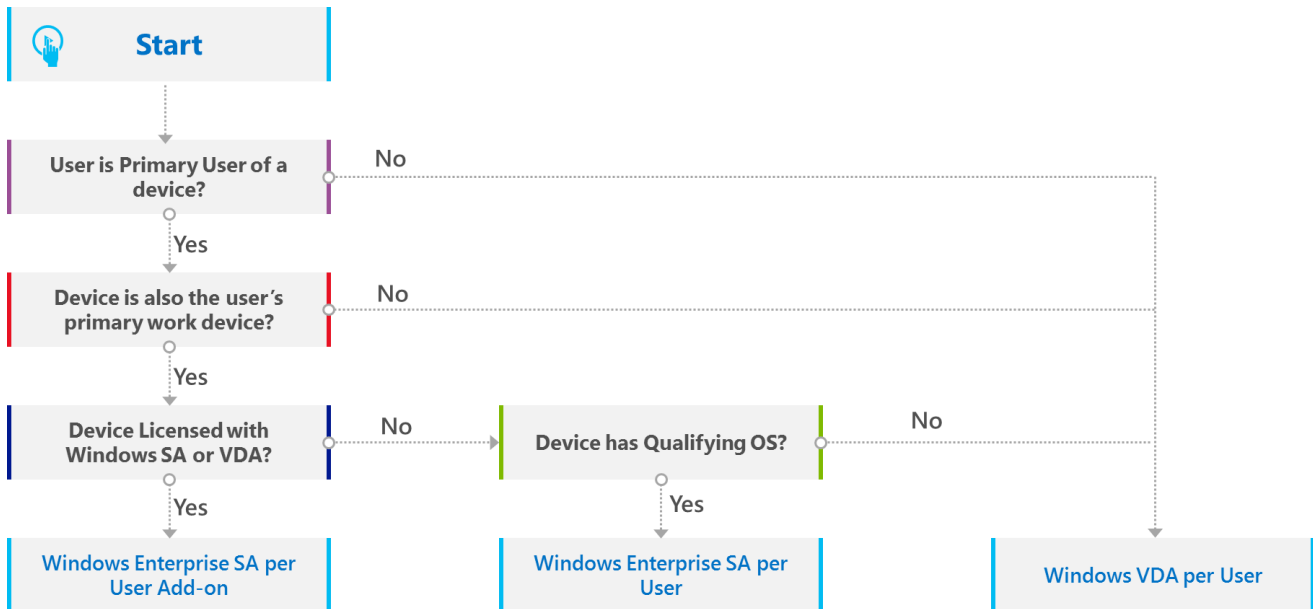 Start
User is Primary User of a
device?
No
Yes
Device is also the user’s
primary work device?
No
Yes
Device Licensed with
Windows SA or VDA?
No
Device has Qualifying OS?
No
Yes
Yes
Windows Enterprise SA per
User Add-on
Windows Enterprise SA per
User
Windows VDA per User